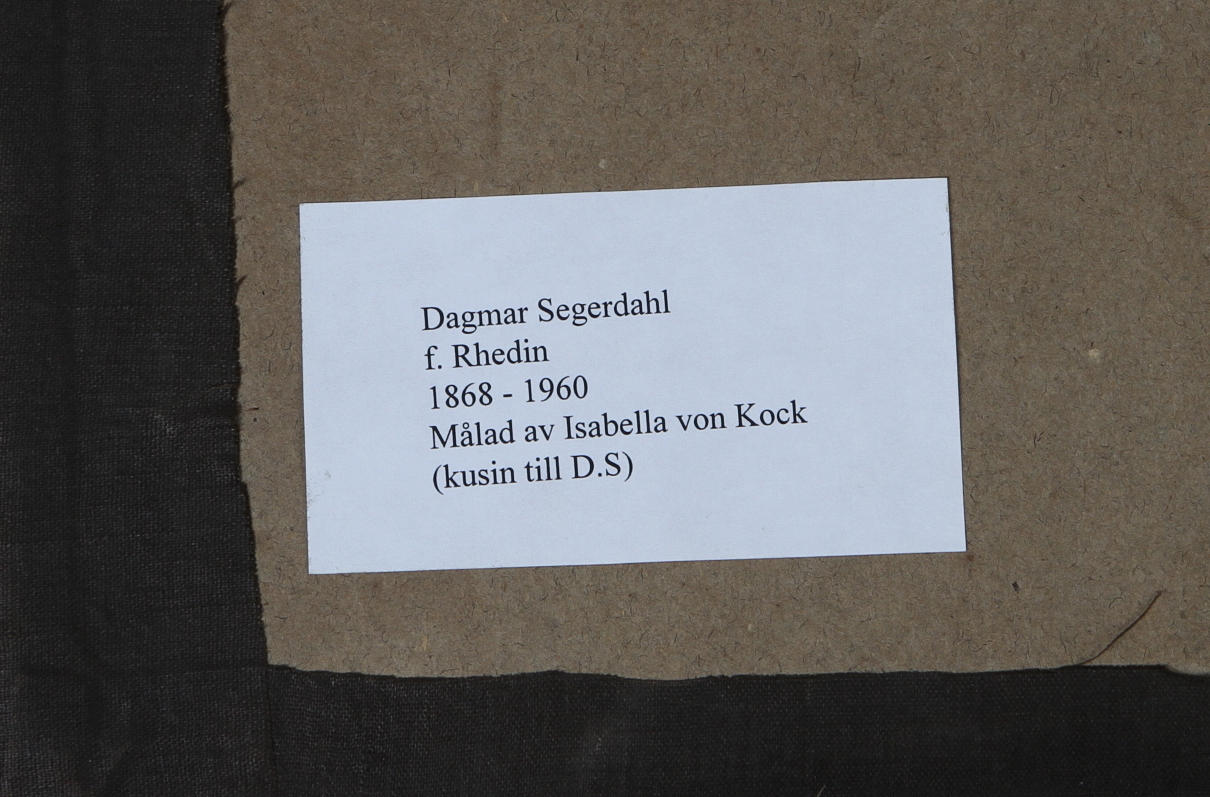 Dagmar Segerdahl
f. Rhedin
1868 - 1960
Målad av Isabella von Kock
(kusin till D.S)